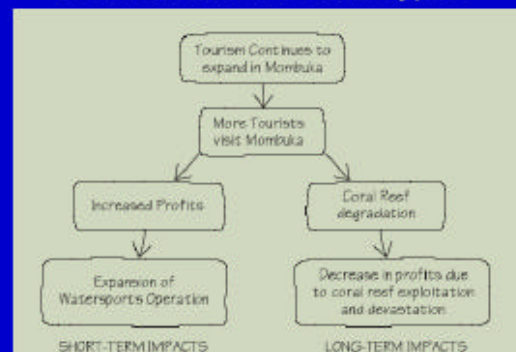 Tourism Continues to
expand in Mombuka
More Tourists
visit Mombuka
Increased Profits
Coral Reef
degradation
Expansion of
Watersports Operation
Decrease in profits due
to coral reef exploitation
and devastation
SHORT-TERM IMPACTS
LONG-TERM IMPACTS